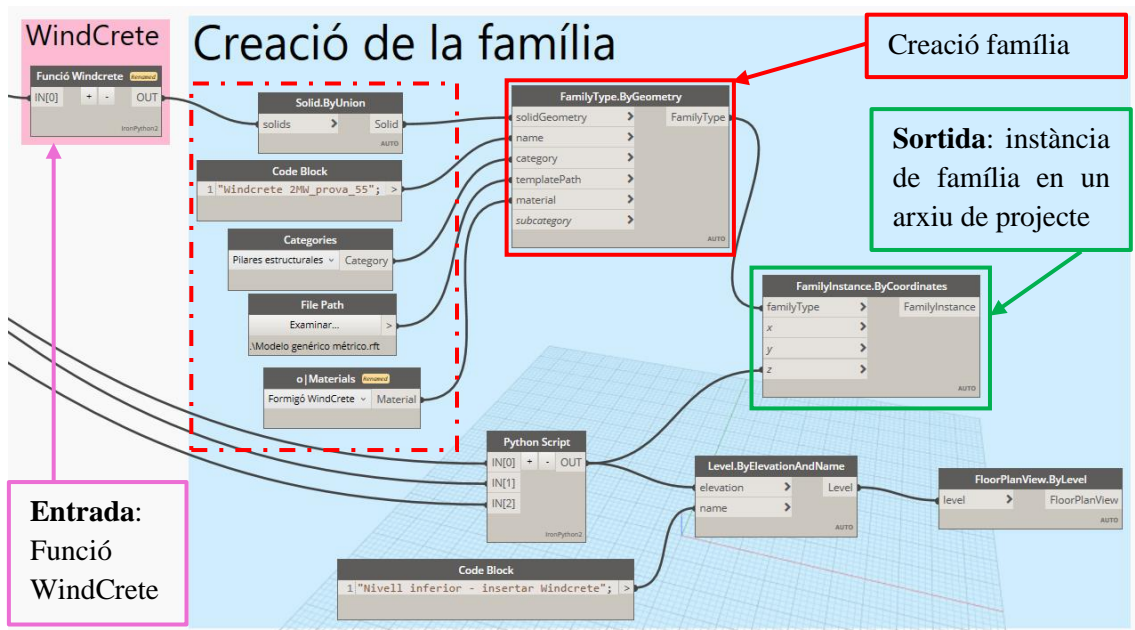 WindCrete
Funció Windcrete Renamed
IN[0] + - OUT
IronPython2
Creació de la família
Solid.ByUnion
solids > Solid
AUTO
Code Block
1 "Windcrete 2MW_prova_55"; >
Categories
Pilares estructurales Category
File Path
Examinar... >
.\Modelo genérico métrico.rft
o|Materials Renamed
Formigó WindCrete Material
FamilyType.ByGeometry
solidGeometry > FamilyType
name >
category >
templatePath >
material >
subcategory >
AUTO
Creació família
Sortida: instància
de família en un
arxiu de projecte
FamilyInstance.ByCoordinates
familyType > FamilyInstance
x >
y >
z >
AUTO
Python Script
IN[0] + - OUT
IN[1]
IN[2]
IronPython2
Level.ByElevationAndName
elevation > Level
name >
AUTO
FloorPlanView.ByLevel
level > FloorPlanView
AUTO
Code Block
1 "Nivell inferior - insertar Windcrete"; >
Entrada:
Funció
WindCrete